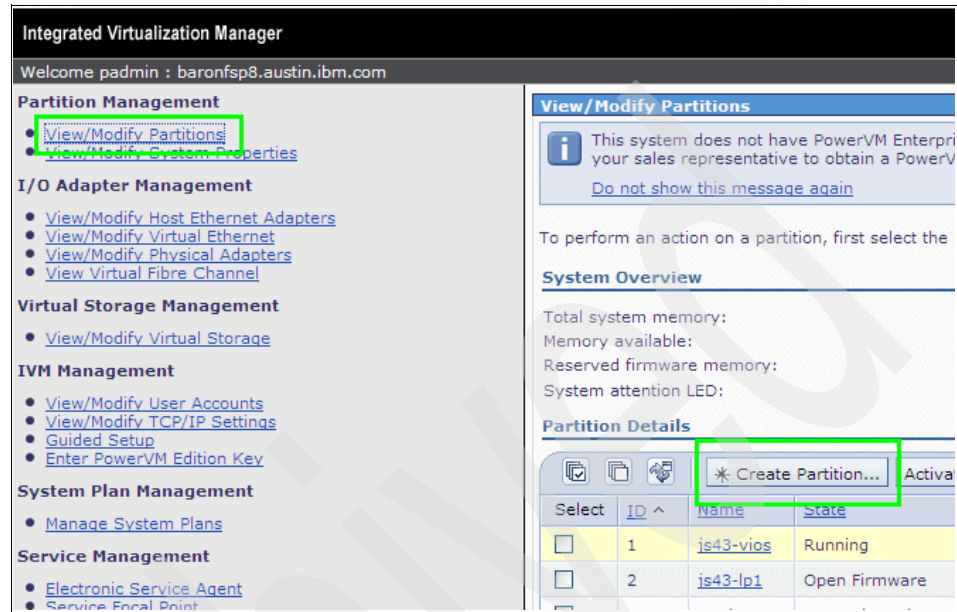 Integrated Virtualization Manager
Welcome padmin : baronfsp8.austin.ibm.com
Partition Management
View/Modify Partitions
View/Modify System Properties
I/O Adapter Management
View/Modify Host Ethernet Adapters
View/Modify Virtual Ethernet
View/Modify Physical Adapters
View Virtual Fibre Channel
Virtual Storage Management
View/Modify Virtual Storage
IVM Management
View/Modify User Accounts
View/Modify TCP/IP Settings
Guided Setup
Enter PowerVM Edition Key
System Plan Management
Manage System Plans
Service Management
Electronic Service Agent
Service Focal Point
View/Modify Partitions
This system does not have PowerVM Enterpri
your sales representative to obtain a PowerV
Do not show this message again
To perform an action on a partition, first select the
System Overview
Total system memory:
Memory available:
Reserved firmware memory:
System attention LED:
Partition Details
Create Partition... Activa
Select ID ^ Name State
1 js43-vios Running
2 js43-lp1 Open Firmware